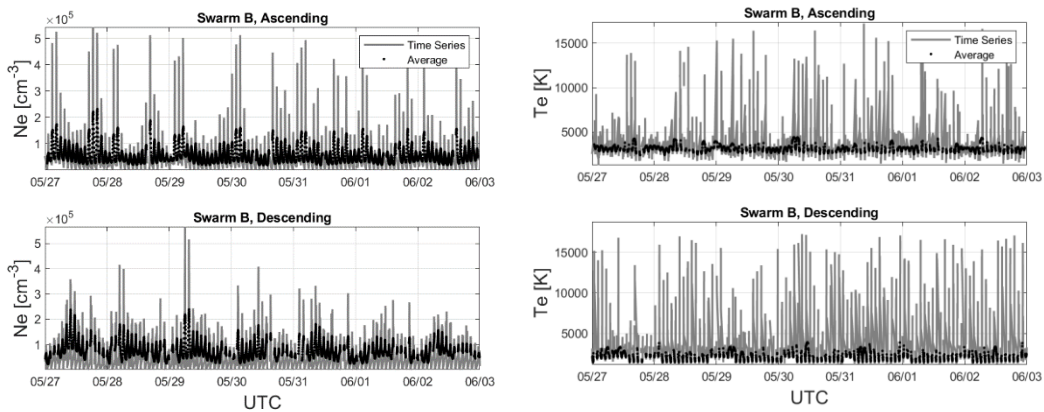 Swarm B, Ascending
×10⁵
Ne [cm⁻³]
5
4
3
2
1
Time Series
Average
05/27 05/28 05/29 05/30 05/31 06/01 06/02 06/03
Swarm B, Ascending
Te [K]
15000
10000
5000
Time Series
Average
05/27 05/28 05/29 05/30 05/31 06/01 06/02 06/03
Swarm B, Descending
×10⁵
Ne [cm⁻³]
5
4
3
2
1
05/27 05/28 05/29 05/30 05/31 06/01 06/02 06/03
UTC
Swarm B, Descending
Te [K]
15000
10000
5000
05/27 05/28 05/29 05/30 05/31 06/01 06/02 06/03
UTC